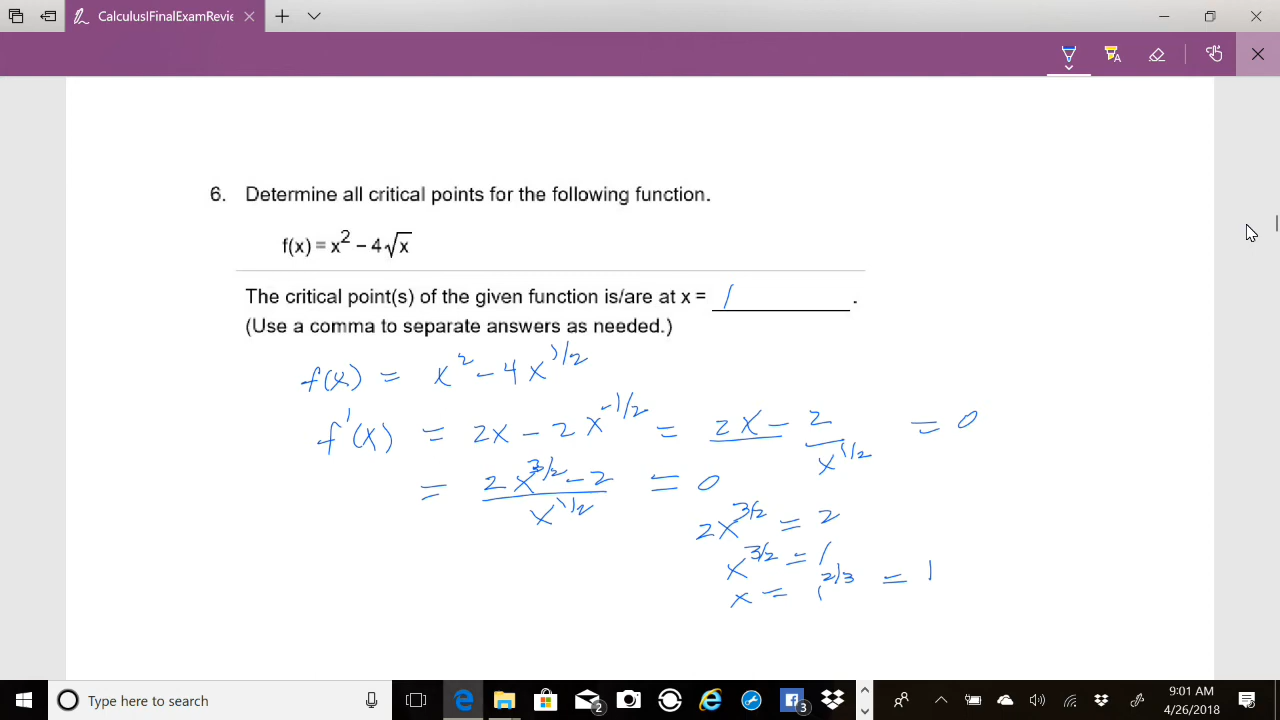 CalculusIFinalExamRevie
6. Determine all critical points for the following function.
f(x) = x² − 4√x
The critical point(s) of the given function is/are at x = 1.
(Use a comma to separate answers as needed.)
f(x) = x² − 4x^(1/2)
f'(x) = 2x − 2x^(-1/2) = 2x − 2/x^(1/2) = 0
= (2x^(3/2) − 2)/x^(1/2) = 0
2x^(3/2) = 2
x^(3/2) = 1
x = 1^(2/3) = 1
Type here to search
2
3
9:01 AM
4/26/2018